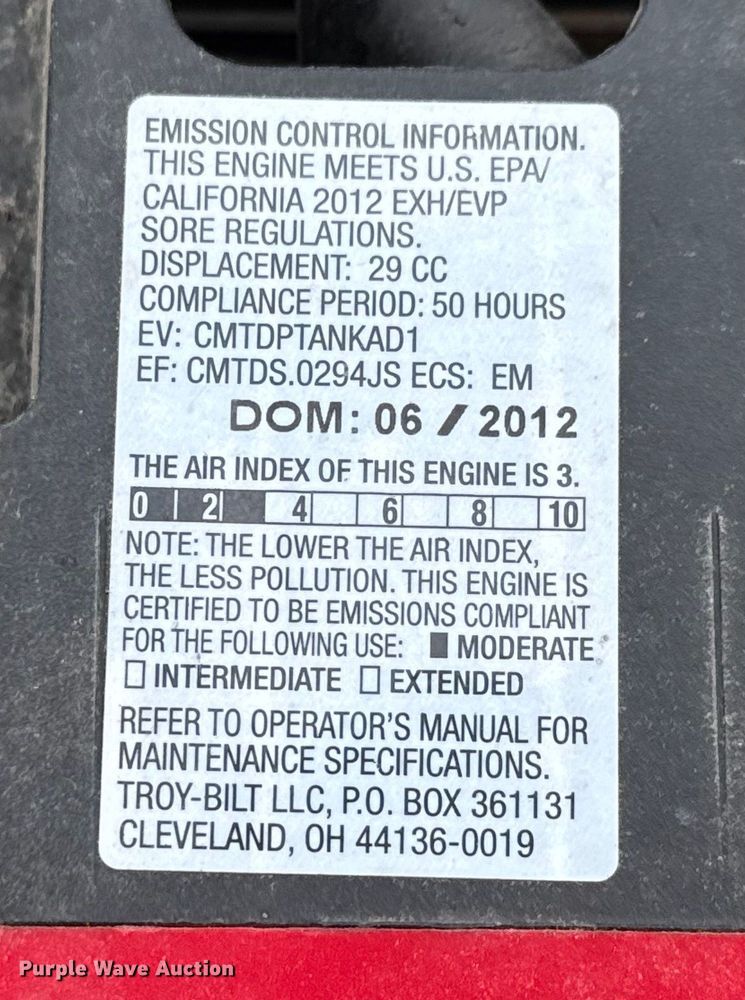 EMISSION CONTROL INFORMATION.
THIS ENGINE MEETS U.S. EPA/
CALIFORNIA 2012 EXH/EVP
SORE REGULATIONS.
DISPLACEMENT: 29 CC
COMPLIANCE PERIOD: 50 HOURS
EV: CMTDPTANKAD1
EF: CMTDS.0294JS ECS: EM
DOM: 06 / 2012
THE AIR INDEX OF THIS ENGINE IS 3.
0 2 4 6 8 10
NOTE: THE LOWER THE AIR INDEX,
THE LESS POLLUTION. THIS ENGINE IS
CERTIFIED TO BE EMISSIONS COMPLIANT
FOR THE FOLLOWING USE: ■ MODERATE
□ INTERMEDIATE □ EXTENDED
REFER TO OPERATOR'S MANUAL FOR
MAINTENANCE SPECIFICATIONS.
TROY-BILT LLC, P.O. BOX 361131
CLEVELAND, OH 44136-0019
Purple Wave Auction